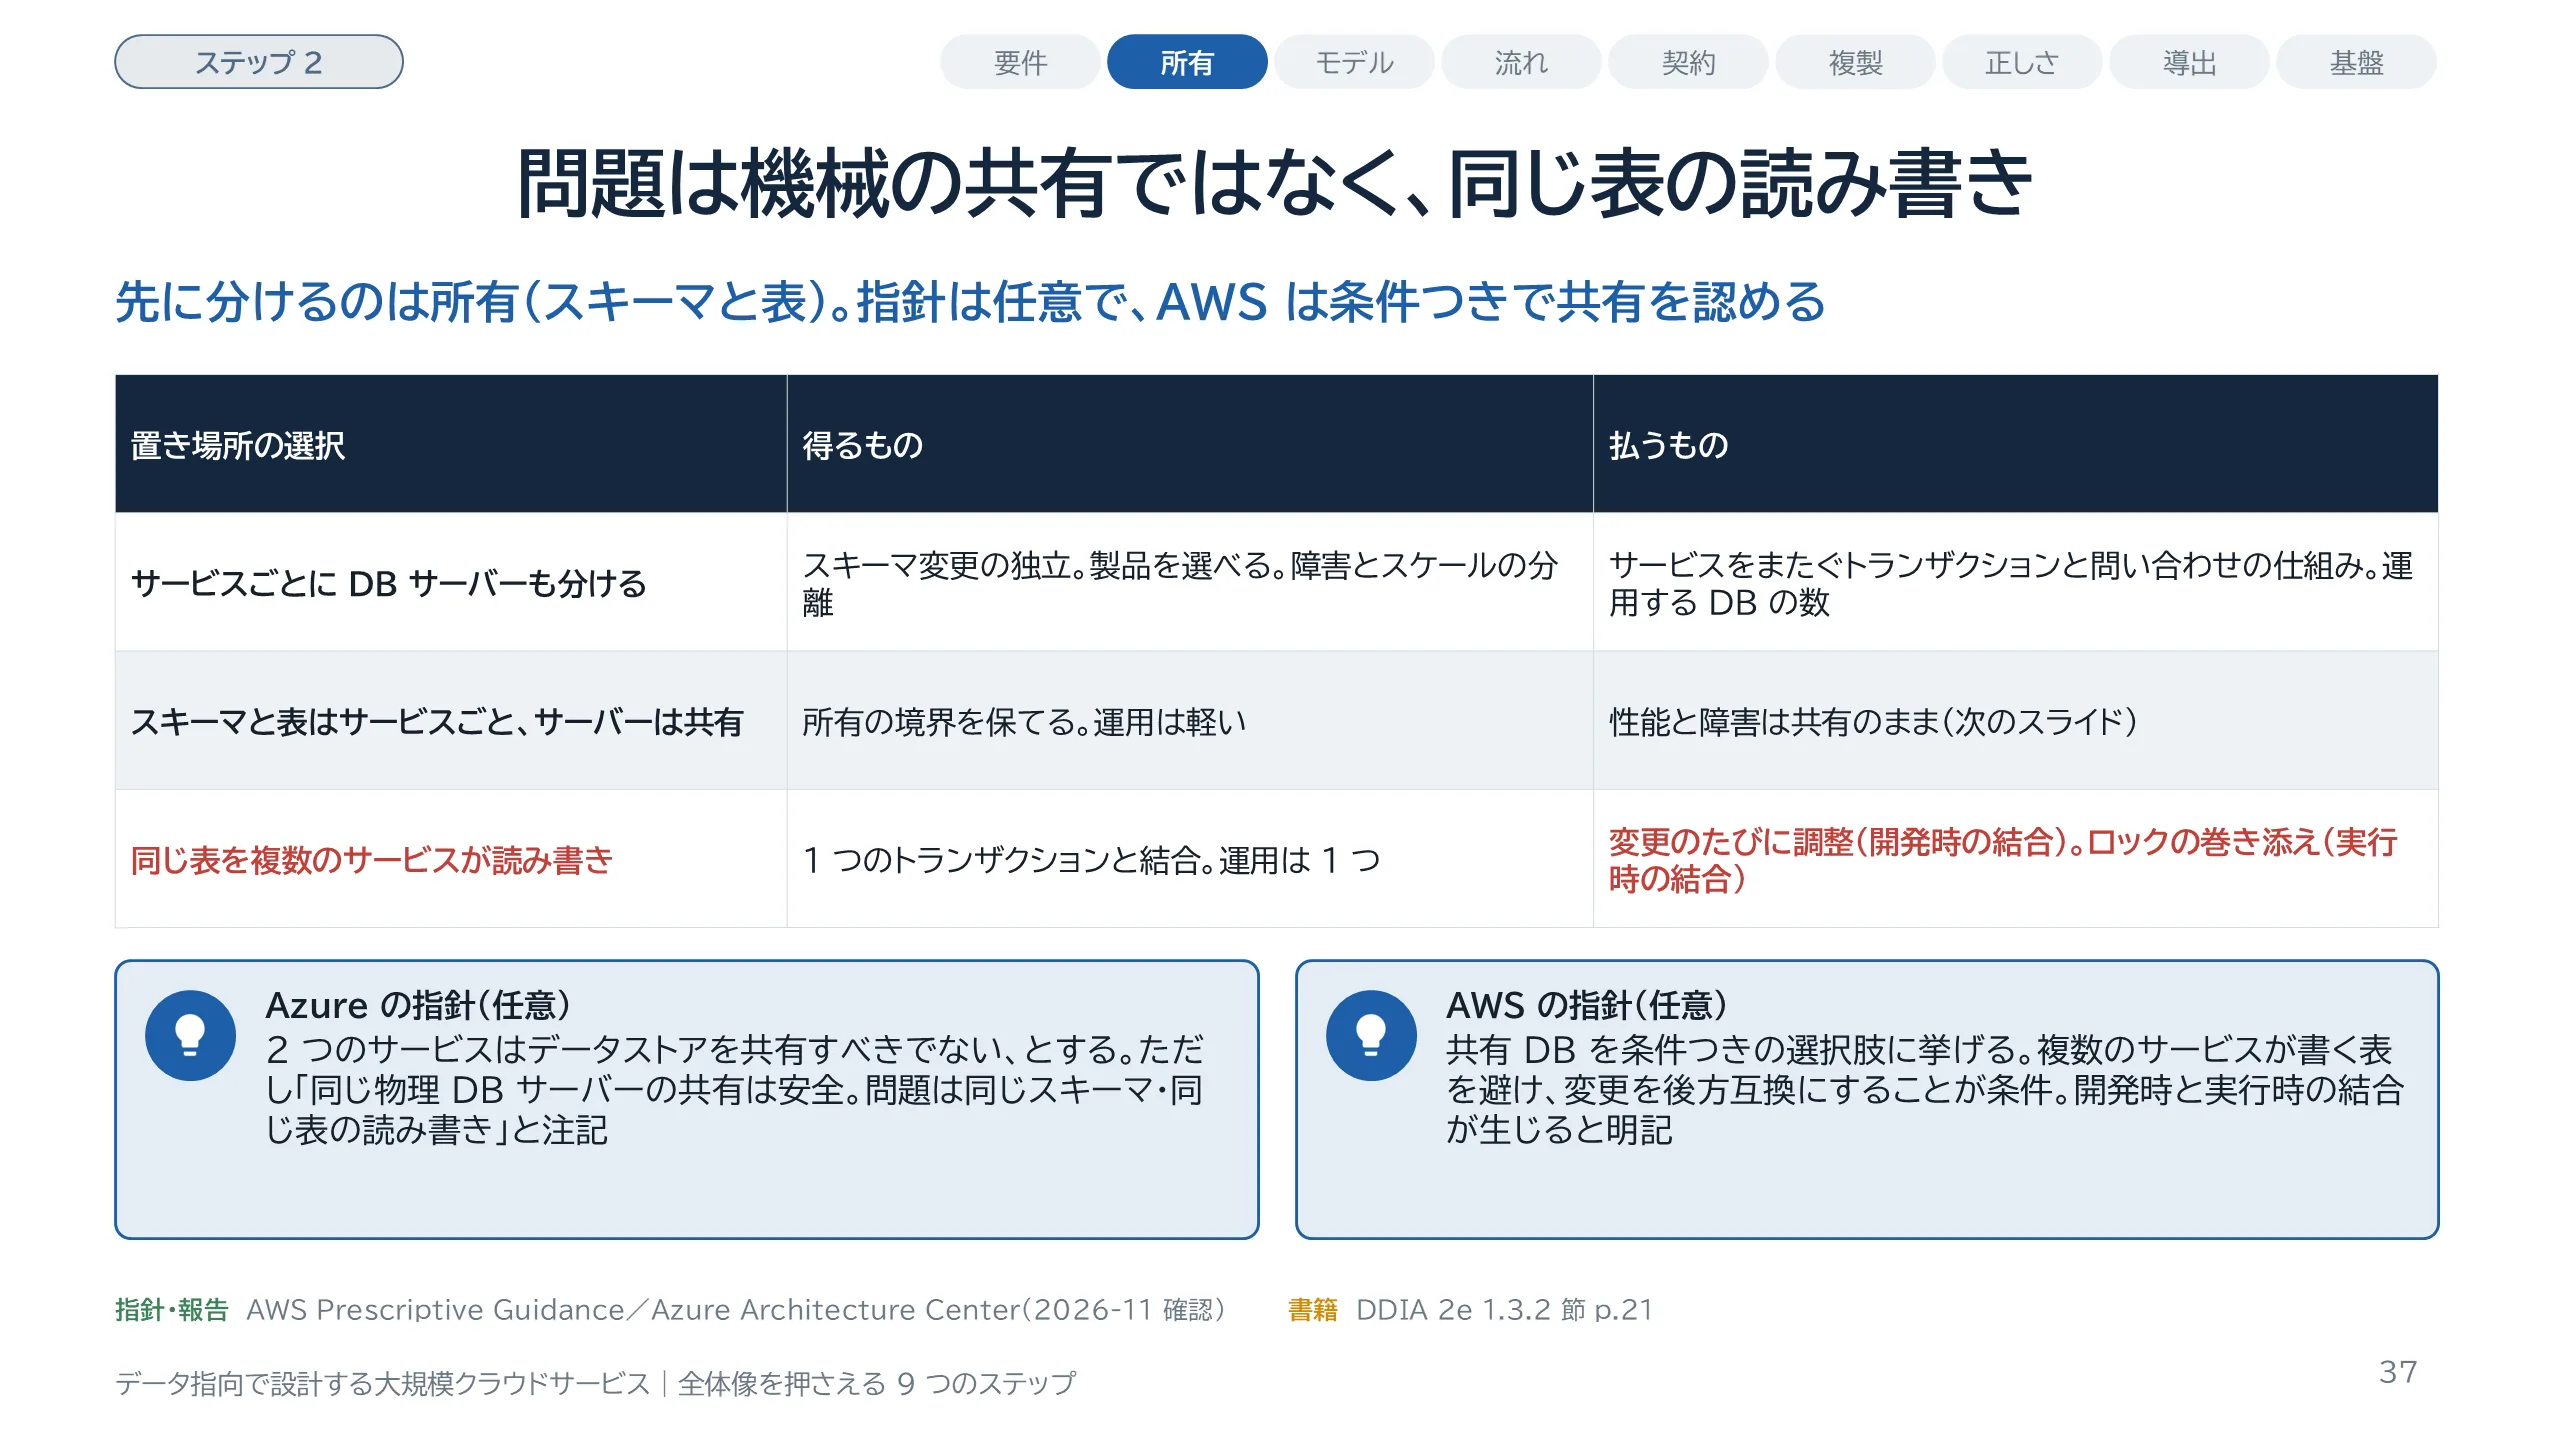 ステップ 2
要件
所有
モデル
流れ
契約
複製
正しさ
導出
基盤
問題は機械の共有ではなく、同じ表の読み書き
先に分けるのは所有(スキーマと表)。指針は任意で、AWS は条件つきで共有を認める
置き場所の選択
得るもの
払うもの
サービスごとに DB サーバーも分ける
スキーマ変更の独立。製品を選べる。障害とスケールの分
離
サービスをまたぐトランザクションと問い合わせの仕組み。運
用する DB の数
スキーマと表はサービスごと、サーバーは共有
所有の境界を保てる。運用は軽い
性能と障害は共有のまま(次のスライド)
同じ表を複数のサービスが読み書き
1 つのトランザクションと結合。運用は 1 つ
変更のたびに調整(開発時の結合)。ロックの巻き添え(実行
時の結合)
Azure の指針(任意)
2 つのサービスはデータストアを共有すべきでない、とする。ただ
し「同じ物理 DB サーバーの共有は安全。問題は同じスキーマ・同
じ表の読み書き」と注記
AWS の指針(任意)
共有 DB を条件つきの選択肢に挙げる。複数のサービスが書く表
を避け、変更を後方互換にすることが条件。開発時と実行時の結合
が生じると明記
指針・報告 AWS Prescriptive Guidance/Azure Architecture Center(2026-11 確認)
書籍 DDIA 2e 1.3.2 節 p.21
データ指向で設計する大規模クラウドサービス|全体像を押さえる 9 つのステップ
37